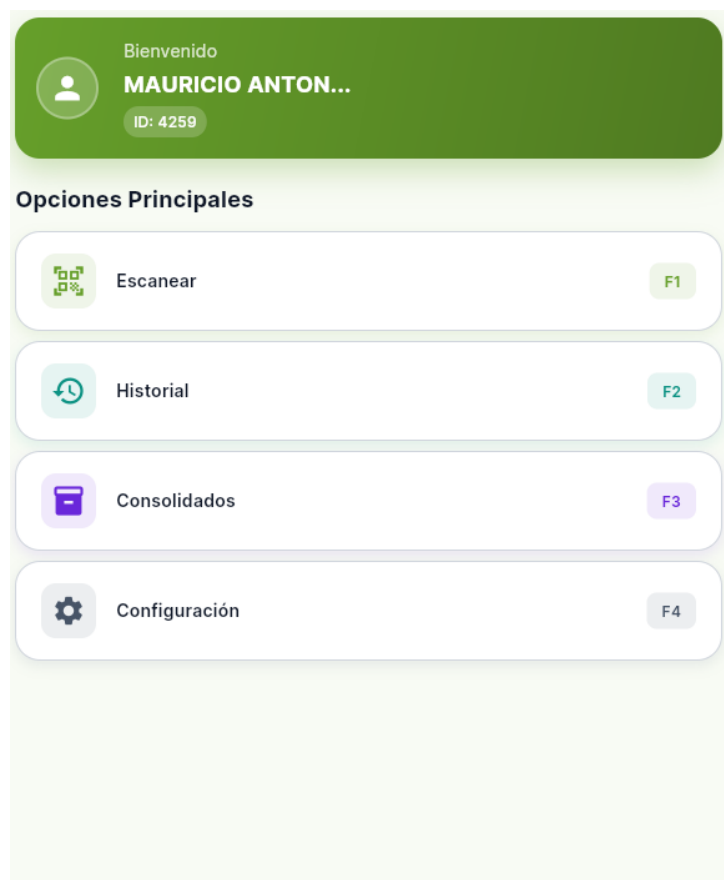 Bienvenido
MAURICIO ANTON...
ID: 4259
Opciones Principales
Escanear F1
Historial F2
Consolidados F3
Configuración F4